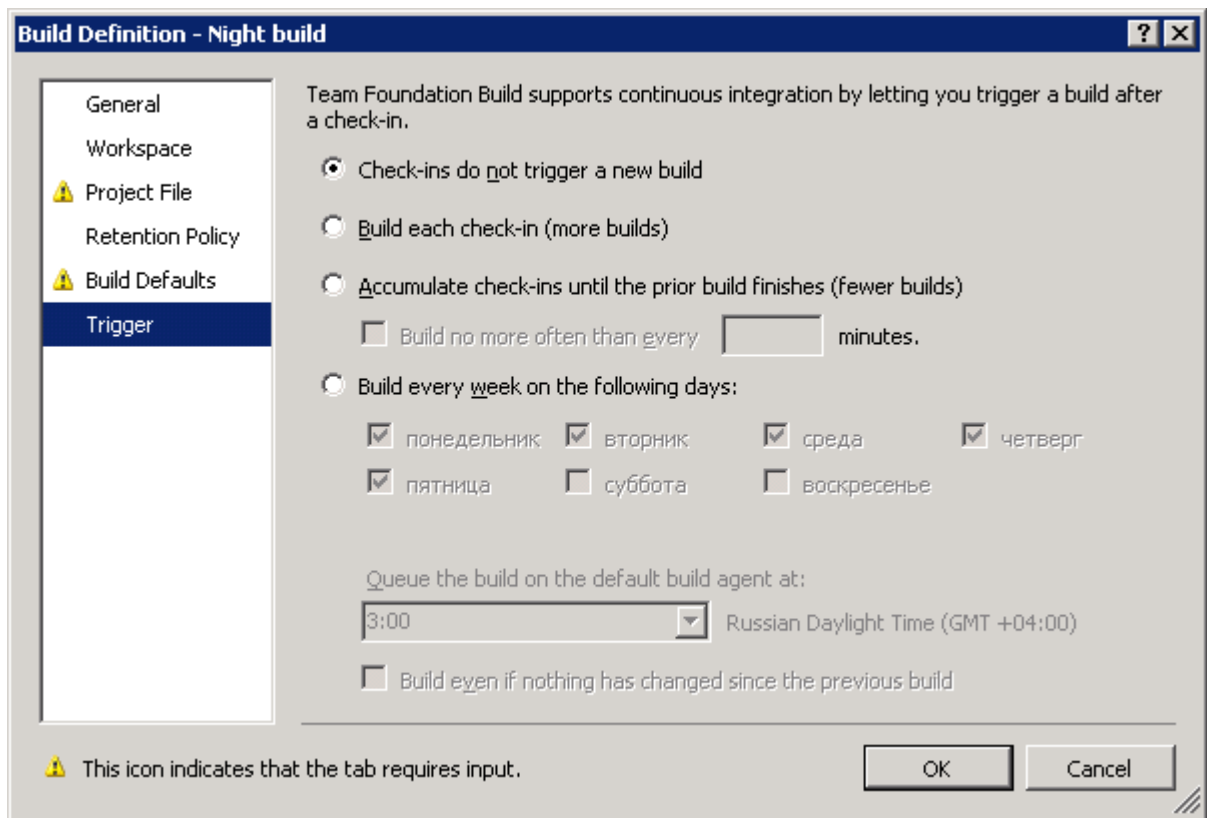 Build Definition - Night build
General
Workspace
Project File
Retention Policy
Build Defaults
Trigger
Team Foundation Build supports continuous integration by letting you trigger a build after
a check-in.
Check-ins do not trigger a new build
Build each check-in (more builds)
Accumulate check-ins until the prior build finishes (fewer builds)
Build no more often than every minutes.
Build every week on the following days:
понедельник вторник среда четверг
пятница суббота воскресенье
Queue the build on the default build agent at:
3:00 Russian Daylight Time (GMT +04:00)
Build even if nothing has changed since the previous build
This icon indicates that the tab requires input.
OK Cancel